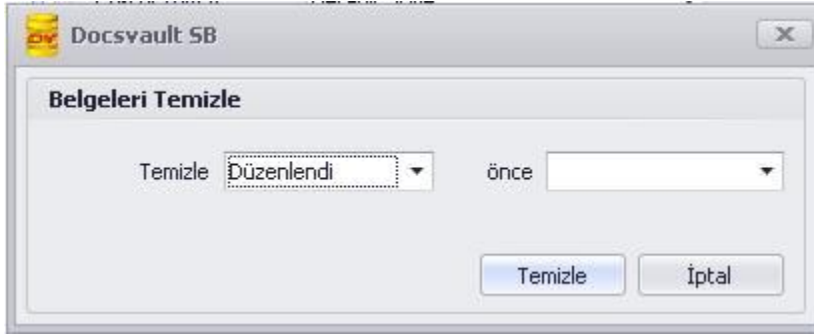 Docsvault SB
Belgeleri Temizle
Temizle Düzenlendi önce
Temizle İptal